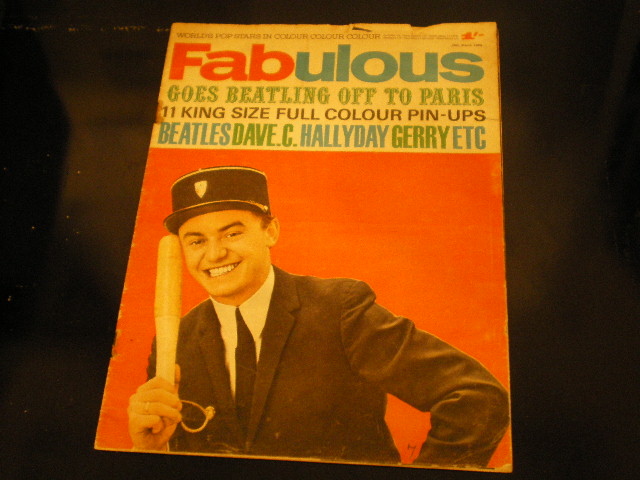 WORLD'S POP STARS IN COLOUR COLOUR COLOUR
1/-
Fabulous
GOES BEATLING OFF TO PARIS
11 KING SIZE FULL COLOUR PIN-UPS
BEATLES DAVE.C. HALLYDAY GERRY ETC